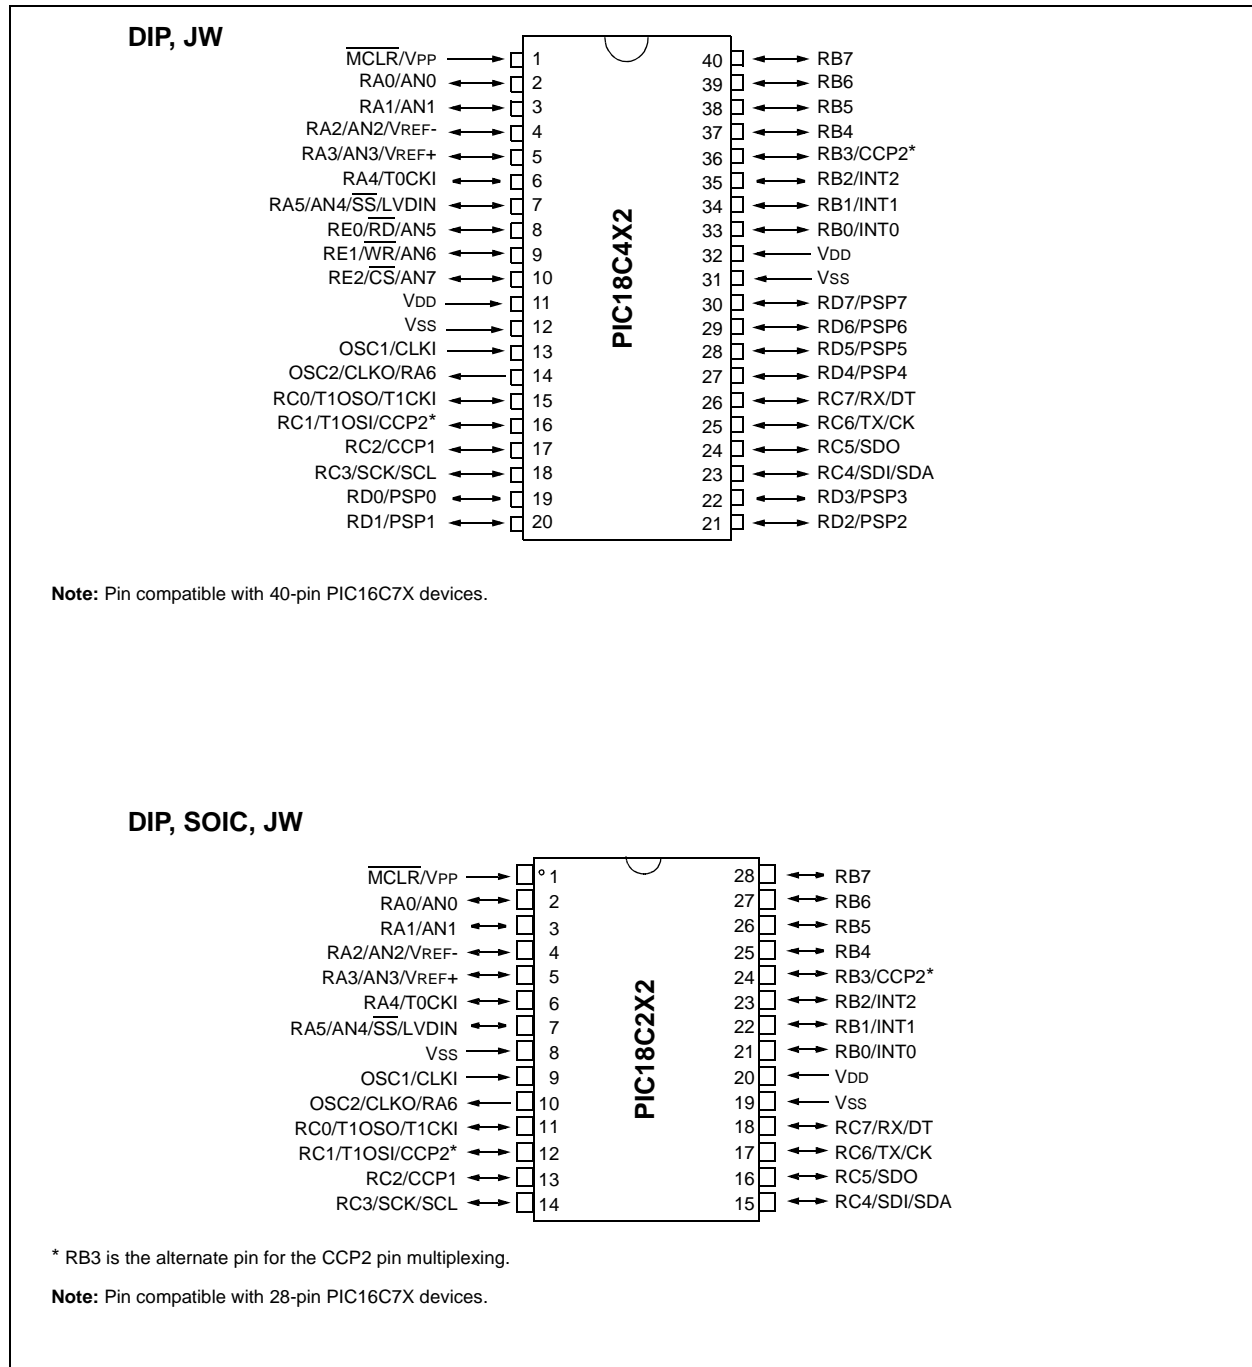 DIP, JW
MCLR/VPP 1 40 RB7
RA0/AN0 2 39 RB6
RA1/AN1 3 38 RB5
RA2/AN2/VREF- 4 37 RB4
RA3/AN3/VREF+ 5 36 RB3/CCP2*
RA4/T0CKI 6 35 RB2/INT2
RA5/AN4/SS/LVDIN 7 34 RB1/INT1
RE0/RD/AN5 8 33 RB0/INT0
RE1/WR/AN6 9 32 VDD
RE2/CS/AN7 10 31 VSS
VDD 11 30 RD7/PSP7
VSS 12 29 RD6/PSP6
OSC1/CLKI 13 28 RD5/PSP5
OSC2/CLKO/RA6 14 27 RD4/PSP4
RC0/T1OSO/T1CKI 15 26 RC7/RX/DT
RC1/T1OSI/CCP2* 16 25 RC6/TX/CK
RC2/CCP1 17 24 RC5/SDO
RC3/SCK/SCL 18 23 RC4/SDI/SDA
RD0/PSP0 19 22 RD3/PSP3
RD1/PSP1 20 21 RD2/PSP2
PIC18C4X2
Note: Pin compatible with 40-pin PIC16C7X devices.
DIP, SOIC, JW
MCLR/VPP 1 28 RB7
RA0/AN0 2 27 RB6
RA1/AN1 3 26 RB5
RA2/AN2/VREF- 4 25 RB4
RA3/AN3/VREF+ 5 24 RB3/CCP2*
RA4/T0CKI 6 23 RB2/INT2
RA5/AN4/SS/LVDIN 7 22 RB1/INT1
VSS 8 21 RB0/INT0
OSC1/CLKI 9 20 VDD
OSC2/CLKO/RA6 10 19 VSS
RC0/T1OSO/T1CKI 11 18 RC7/RX/DT
RC1/T1OSI/CCP2* 12 17 RC6/TX/CK
RC2/CCP1 13 16 RC5/SDO
RC3/SCK/SCL 14 15 RC4/SDI/SDA
PIC18C2X2
* RB3 is the alternate pin for the CCP2 pin multiplexing.
Note: Pin compatible with 28-pin PIC16C7X devices.